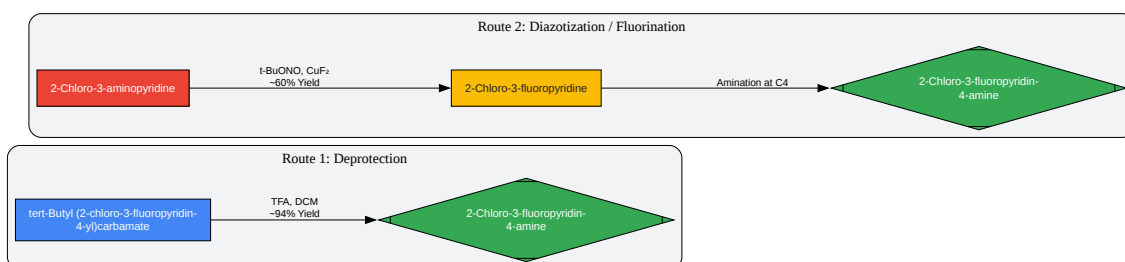 Route 2: Diazotization / Fluorination
2-Chloro-3-aminopyridine
t-BuONO, CuF₂
~60% Yield
2-Chloro-3-fluoropyridine
Amination at C4
2-Chloro-3-fluoropyridin-
4-amine
Route 1: Deprotection
tert-Butyl (2-chloro-3-fluoropyridin-
4-yl)carbamate
TFA, DCM
~94% Yield
2-Chloro-3-fluoropyridin-
4-amine